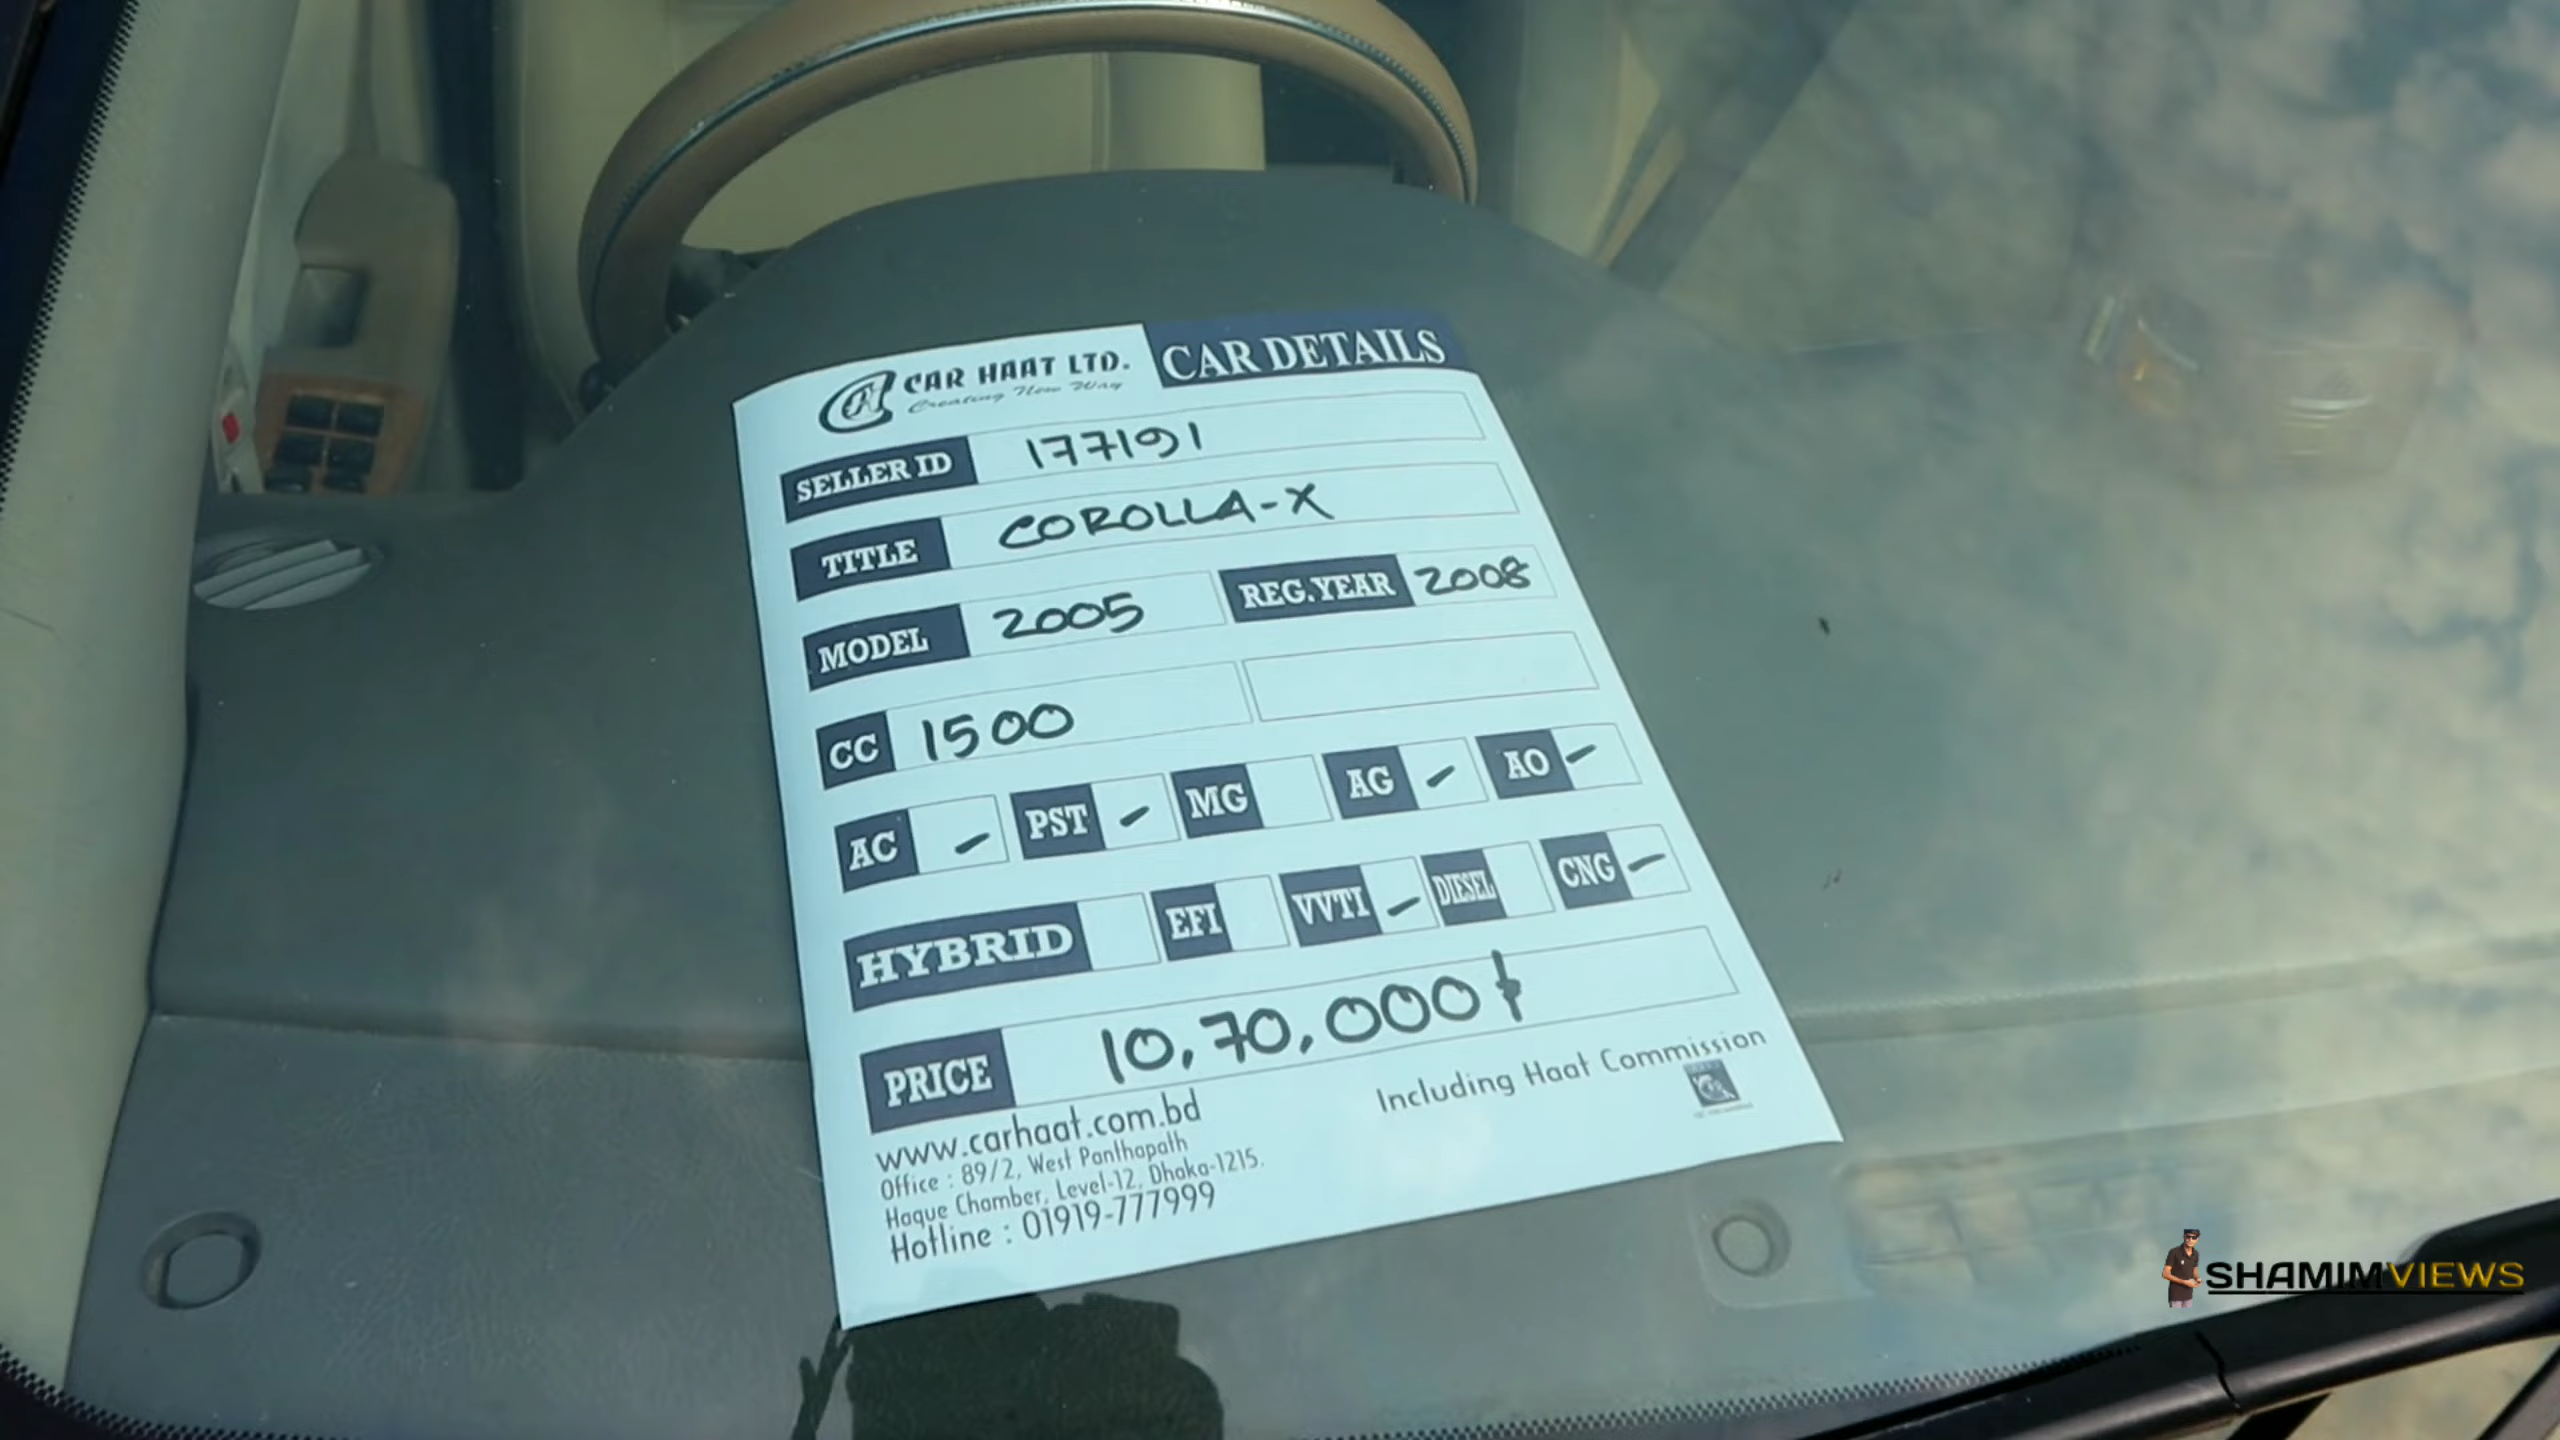 CAR HAAT LTD.
Creating New Way
CAR DETAILS
SELLER ID 177191
TITLE COROLLA-X
MODEL 2005 REG.YEAR 2008
CC 1500
AC - PST - MG AG - AO -
HYBRID EFI VVTI - DIESEL CNG -
PRICE 10,70,000
Including Haat Commission
www.carhaat.com.bd
Office : 89/2, West Panthapath
Haque Chamber, Level-12, Dhaka-1215.
Hotline : 01919-777999
SHAMIMVIEWS